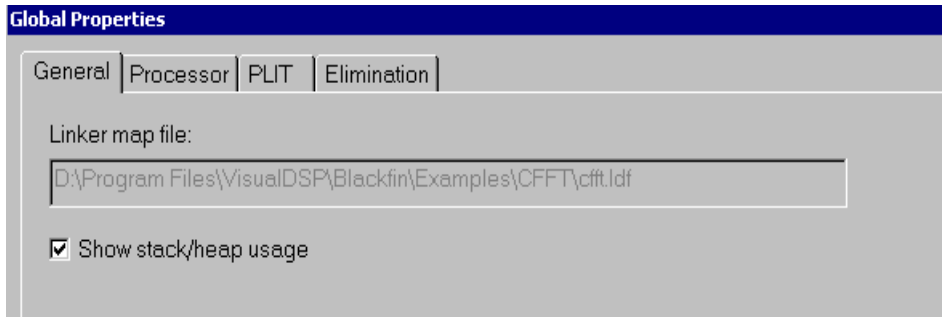 Global Properties
General Processor PLIT Elimination
Linker map file:
D:\Program Files\VisualDSP\Blackfin\Examples\CFFT\cfft.ldf
Show stack/heap usage